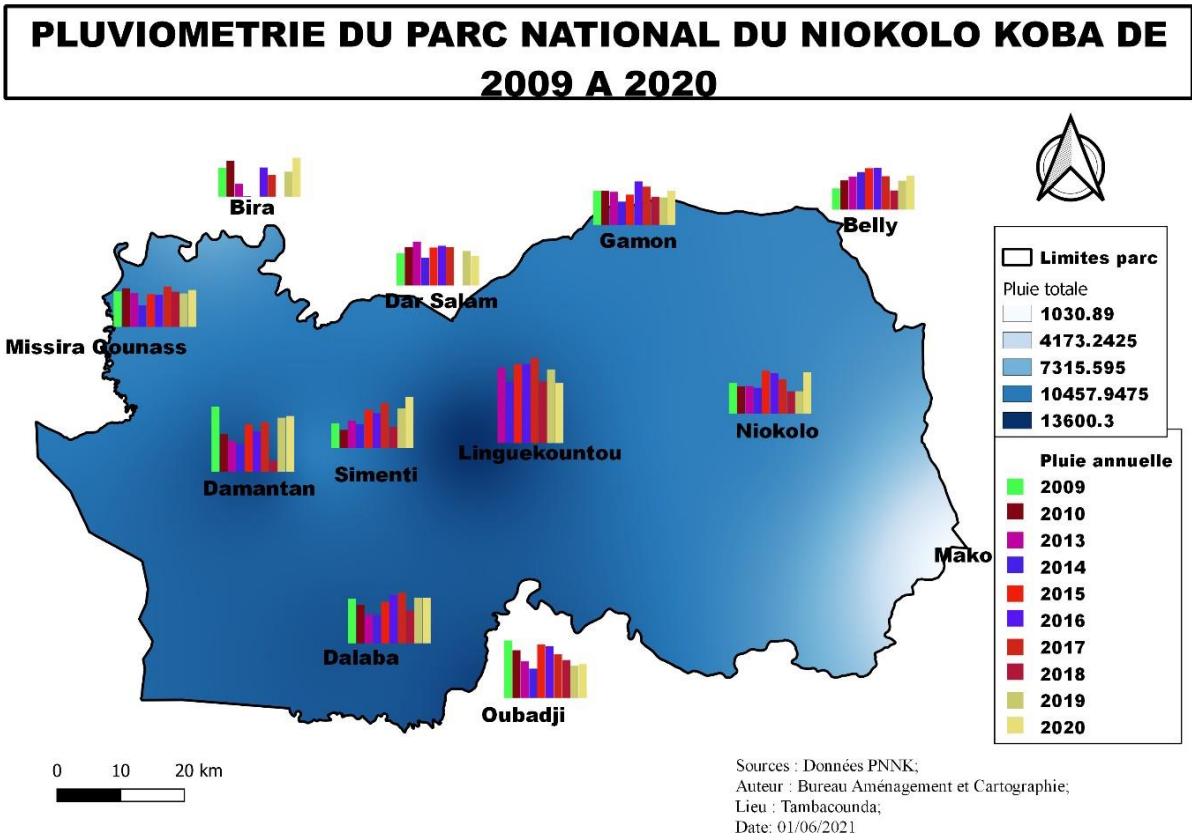 PLUVIOMETRIE DU PARC NATIONAL DU NIOKOLO KOBA DE
2009 A 2020
Bira
Gamon
Belly
Dar Salam
Missira Gounass
Niokolo
Linguekountou
Simenti
Damantan
Mako
Dalaba
Oubadji
Limites parc
Pluie totale
1030.89
4173.2425
7315.595
10457.9475
13600.3
Pluie annuelle
2009
2010
2013
2014
2015
2016
2017
2018
2019
2020
0 10 20 km
Sources : Données PNNK;
Auteur : Bureau Aménagement et Cartographie;
Lieu : Tambacounda;
Date: 01/06/2021